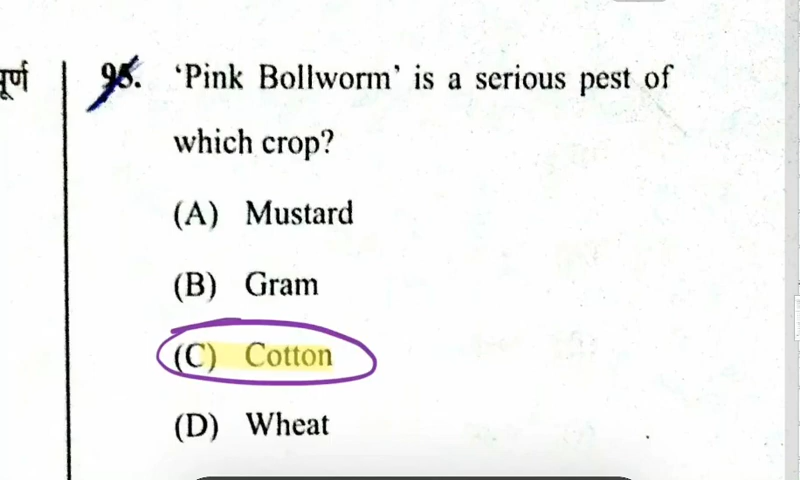 र्ण
95. 'Pink Bollworm' is a serious pest of
which crop?
(A) Mustard
(B) Gram
(C) Cotton
(D) Wheat